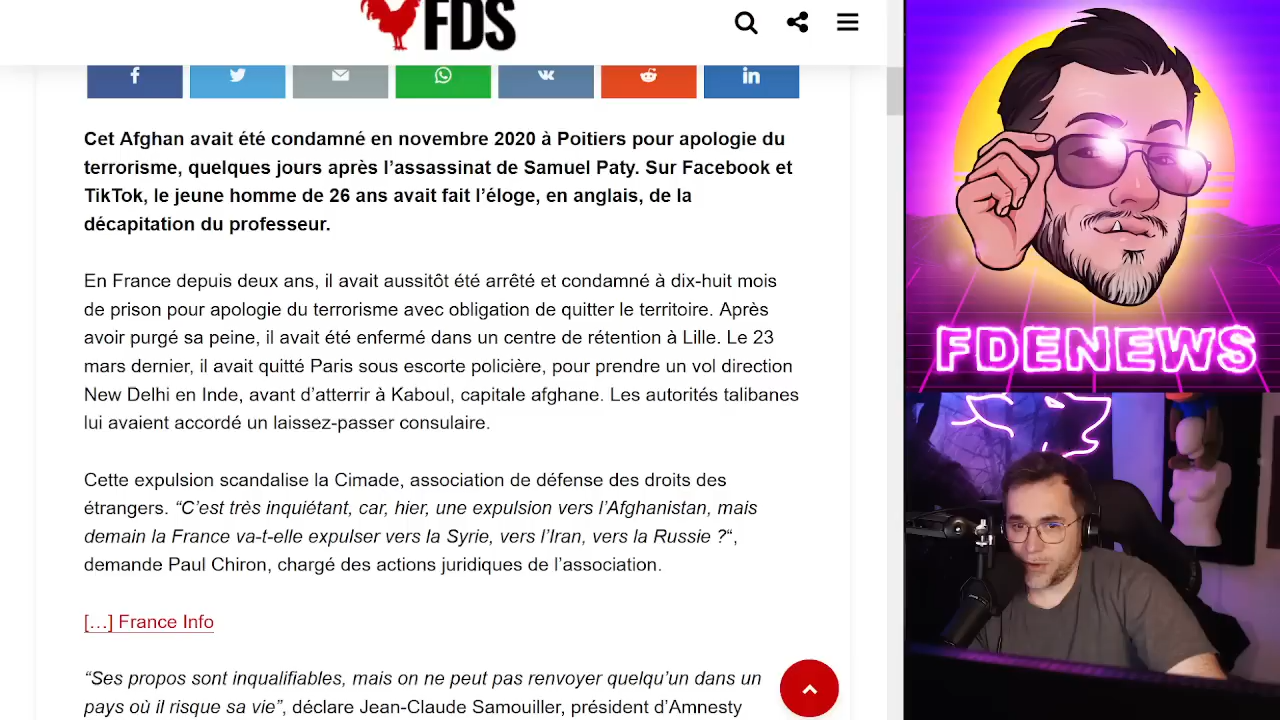 FDS
Cet Afghan avait été condamné en novembre 2020 à Poitiers pour apologie du
terrorisme, quelques jours après l’assassinat de Samuel Paty. Sur Facebook et
TikTok, le jeune homme de 26 ans avait fait l’éloge, en anglais, de la
décapitation du professeur.
En France depuis deux ans, il avait aussitôt été arrêté et condamné à dix-huit mois
de prison pour apologie du terrorisme avec obligation de quitter le territoire. Après
avoir purgé sa peine, il avait été enfermé dans un centre de rétention à Lille. Le 23
mars dernier, il avait quitté Paris sous escorte policière, pour prendre un vol direction
New Delhi en Inde, avant d’atterrir à Kaboul, capitale afghane. Les autorités talibanes
lui avaient accordé un laissez-passer consulaire.
Cette expulsion scandalise la Cimade, association de défense des droits des
étrangers. “C’est très inquiétant, car, hier, une expulsion vers l’Afghanistan, mais
demain la France va-t-elle expulser vers la Syrie, vers l’Iran, vers la Russie ?“,
demande Paul Chiron, chargé des actions juridiques de l’association.
[…] France Info
“Ses propos sont inqualifiables, mais on ne peut pas renvoyer quelqu’un dans un
pays où il risque sa vie”, déclare Jean-Claude Samouiller, président d’Amnesty
FDENEWS